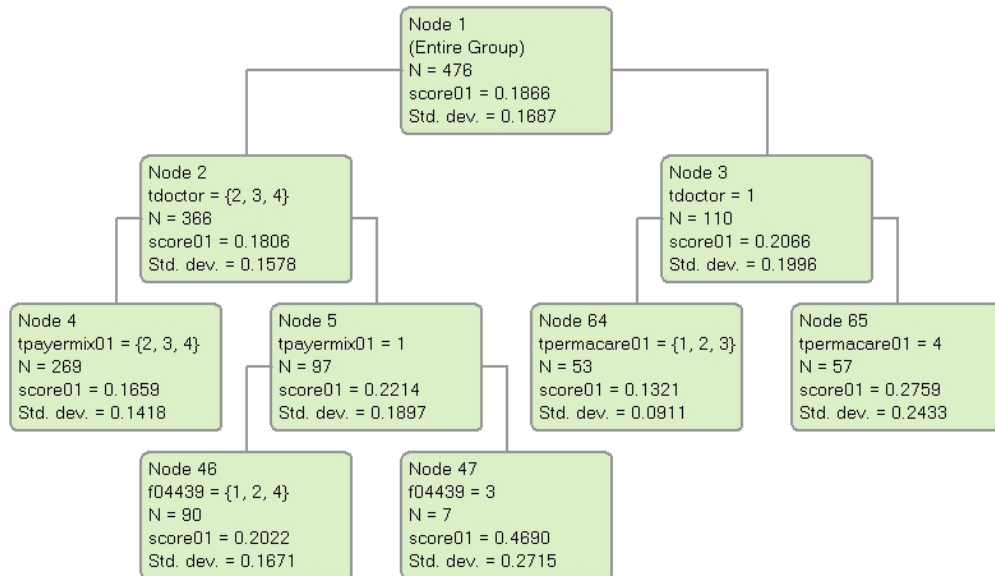 Node 1
(Entire Group)
N = 476
score01 = 0.1866
Std. dev. = 0.1687
Node 2
tdoctor = {2, 3, 4}
N = 366
score01 = 0.1806
Std. dev. = 0.1578
Node 3
tdoctor = 1
N = 110
score01 = 0.2066
Std. dev. = 0.1996
Node 4
tpayermix01 = {2, 3, 4}
N = 269
score01 = 0.1659
Std. dev. = 0.1418
Node 5
tpayermix01 = 1
N = 97
score01 = 0.2214
Std. dev. = 0.1897
Node 64
tpermacare01 = {1, 2, 3}
N = 53
score01 = 0.1321
Std. dev. = 0.0911
Node 65
tpermacare01 = 4
N = 57
score01 = 0.2759
Std. dev. = 0.2433
Node 46
f04439 = {1, 2, 4}
N = 90
score01 = 0.2022
Std. dev. = 0.1671
Node 47
f04439 = 3
N = 7
score01 = 0.4690
Std. dev. = 0.2715